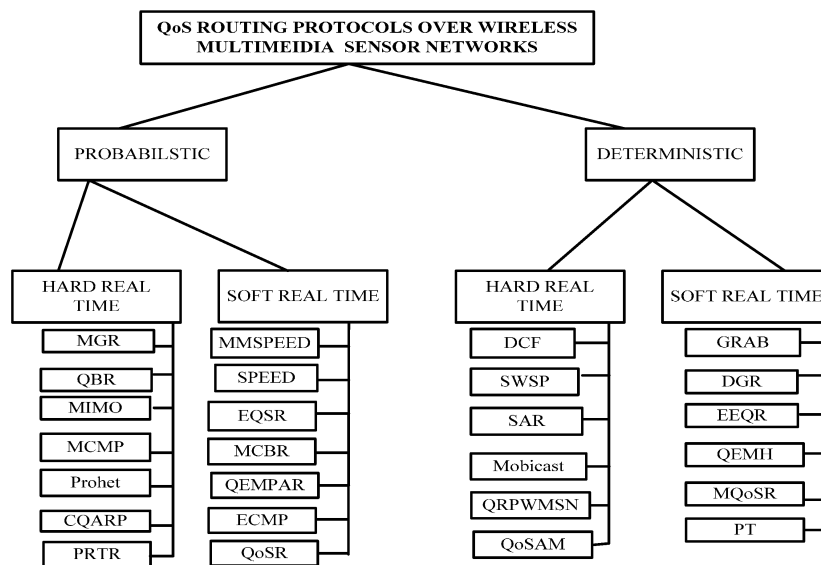 QoS ROUTING PROTOCOLS OVER WIRELESS
MULTIMEIDIA SENSOR NETWORKS
PROBABILSTIC
DETERMINISTIC
HARD REAL
TIME
SOFT REAL TIME
HARD REAL
TIME
SOFT REAL TIME
MGR
QBR
MIMO
MCMP
Prohet
CQARP
PRTR
MMSPEED
SPEED
EQSR
MCBR
QEMPAR
ECMP
QoSR
DCF
SWSP
SAR
Mobicast
QRPWMSN
QoSAM
GRAB
DGR
EEQR
QEMH
MQoSR
PT